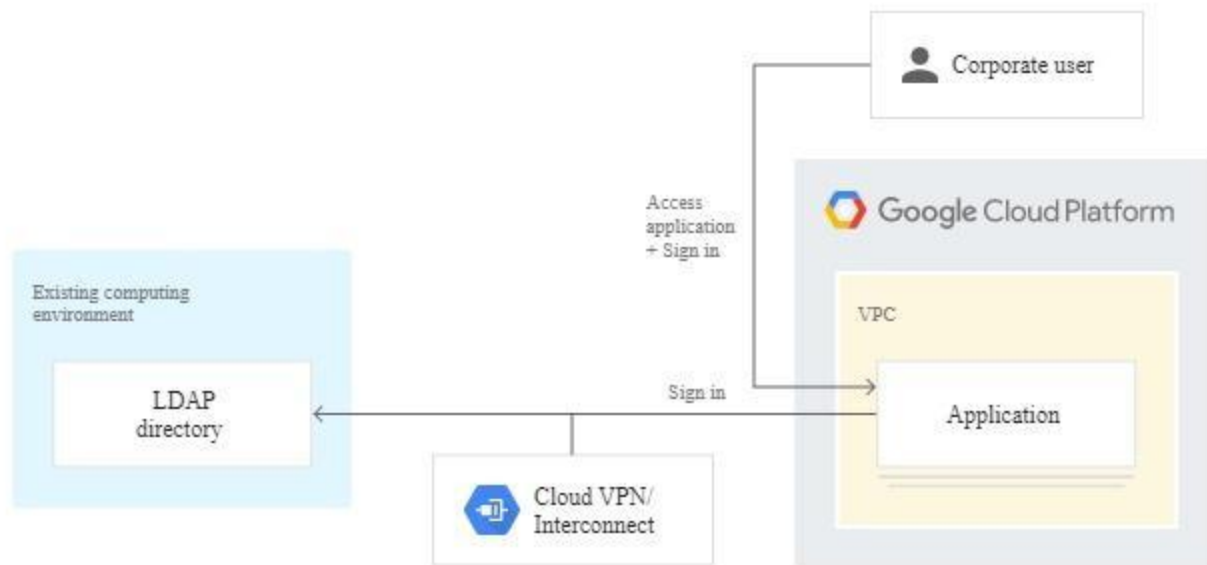 Corporate user
Access
application
+ Sign in
Google Cloud Platform
Existing computing
environment
VPC
LDAP
directory
Sign in
Application
Cloud VPN/
Interconnect